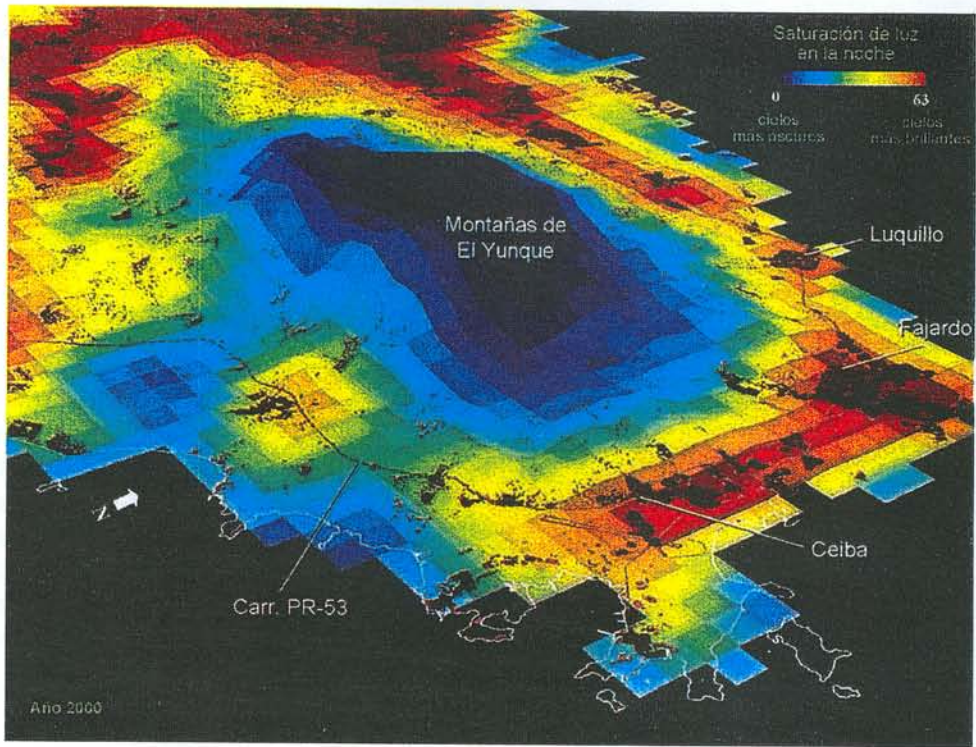 Saturación de luz
en la noche
0
63
cielos
más oscuros
cielos
más brillantes
Montañas de
El Yunque
Luquillo
Fajardo
Ceiba
Carr. PR-53
N
Año 2000